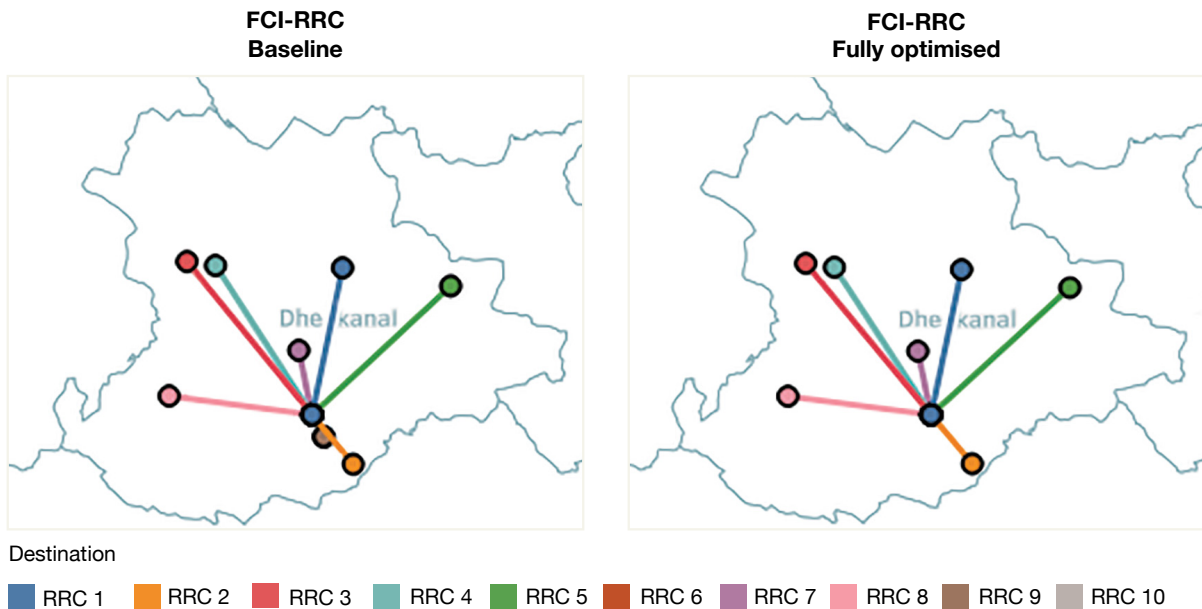 FCI-RRC
Baseline
FCI-RRC
Fully optimised
Dhe kanal
Dhe kanal
Destination
RRC 1 RRC 2 RRC 3 RRC 4 RRC 5 RRC 6 RRC 7 RRC 8 RRC 9 RRC 10